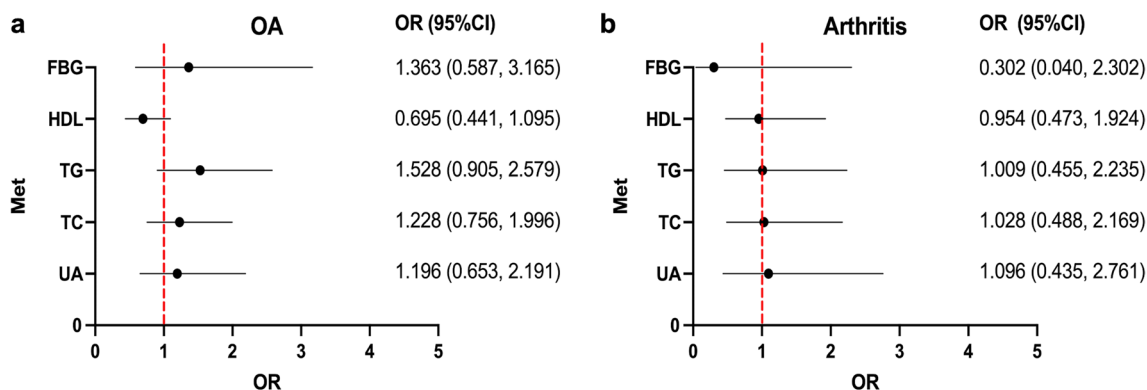 a
OA
OR (95%CI)
FBG
1.363 (0.587, 3.165)
HDL
0.695 (0.441, 1.095)
TG
1.528 (0.905, 2.579)
TC
1.228 (0.756, 1.996)
UA
1.196 (0.653, 2.191)
Met
0
0 1 2 3 4 5
OR
b
Arthritis
OR (95%CI)
FBG
0.302 (0.040, 2.302)
HDL
0.954 (0.473, 1.924)
TG
1.009 (0.455, 2.235)
TC
1.028 (0.488, 2.169)
UA
1.096 (0.435, 2.761)
Met
0
0 1 2 3 4 5
OR